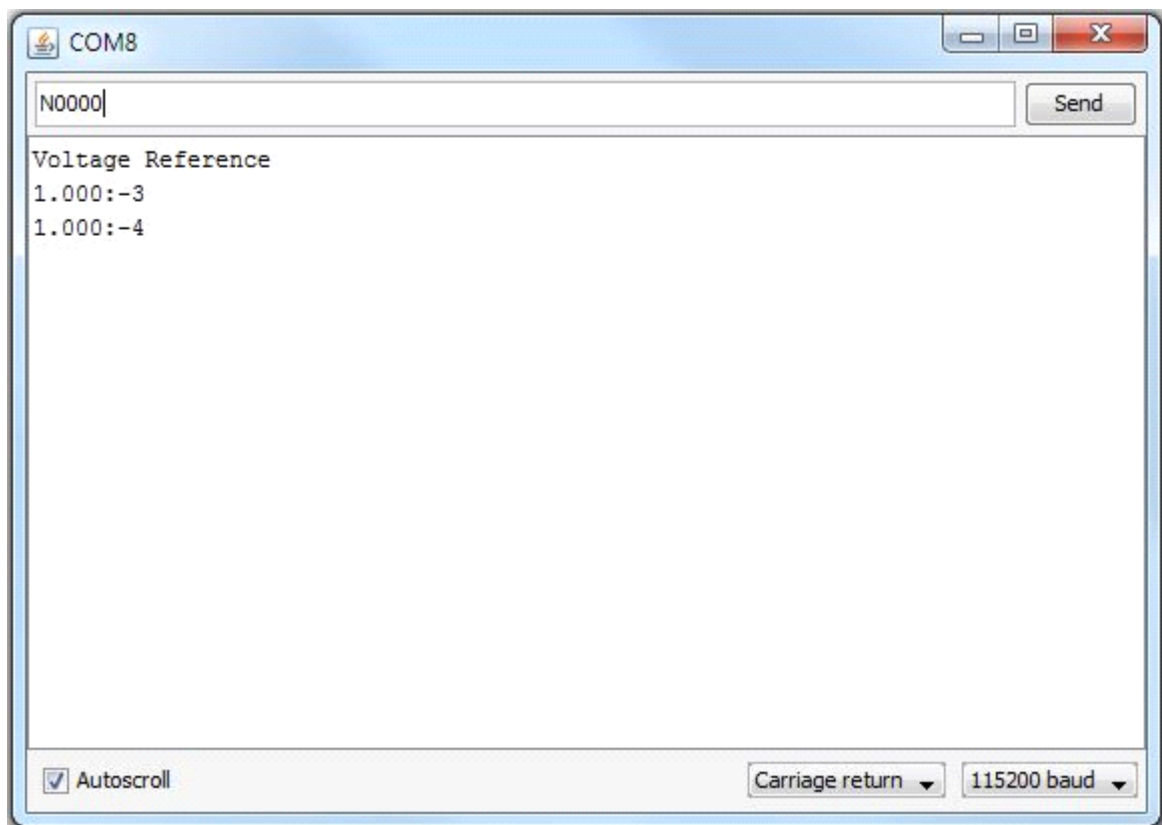 COM8
N0000
Send
Voltage Reference
1.000:-3
1.000:-4
Autoscroll
Carriage return
115200 baud